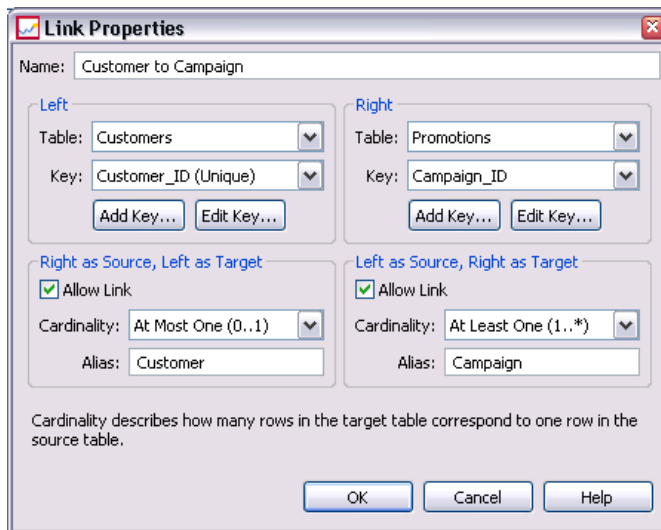 Link Properties
Name: Customer to Campaign
Left
Table: Customers
Key: Customer_ID (Unique)
Add Key... Edit Key...
Right
Table: Promotions
Key: Campaign_ID
Add Key... Edit Key...
Right as Source, Left as Target
Allow Link
Cardinality: At Most One (0..1)
Alias: Customer
Left as Source, Right as Target
Allow Link
Cardinality: At Least One (1..*)
Alias: Campaign
Cardinality describes how many rows in the target table correspond to one row in the
source table.
OK Cancel Help